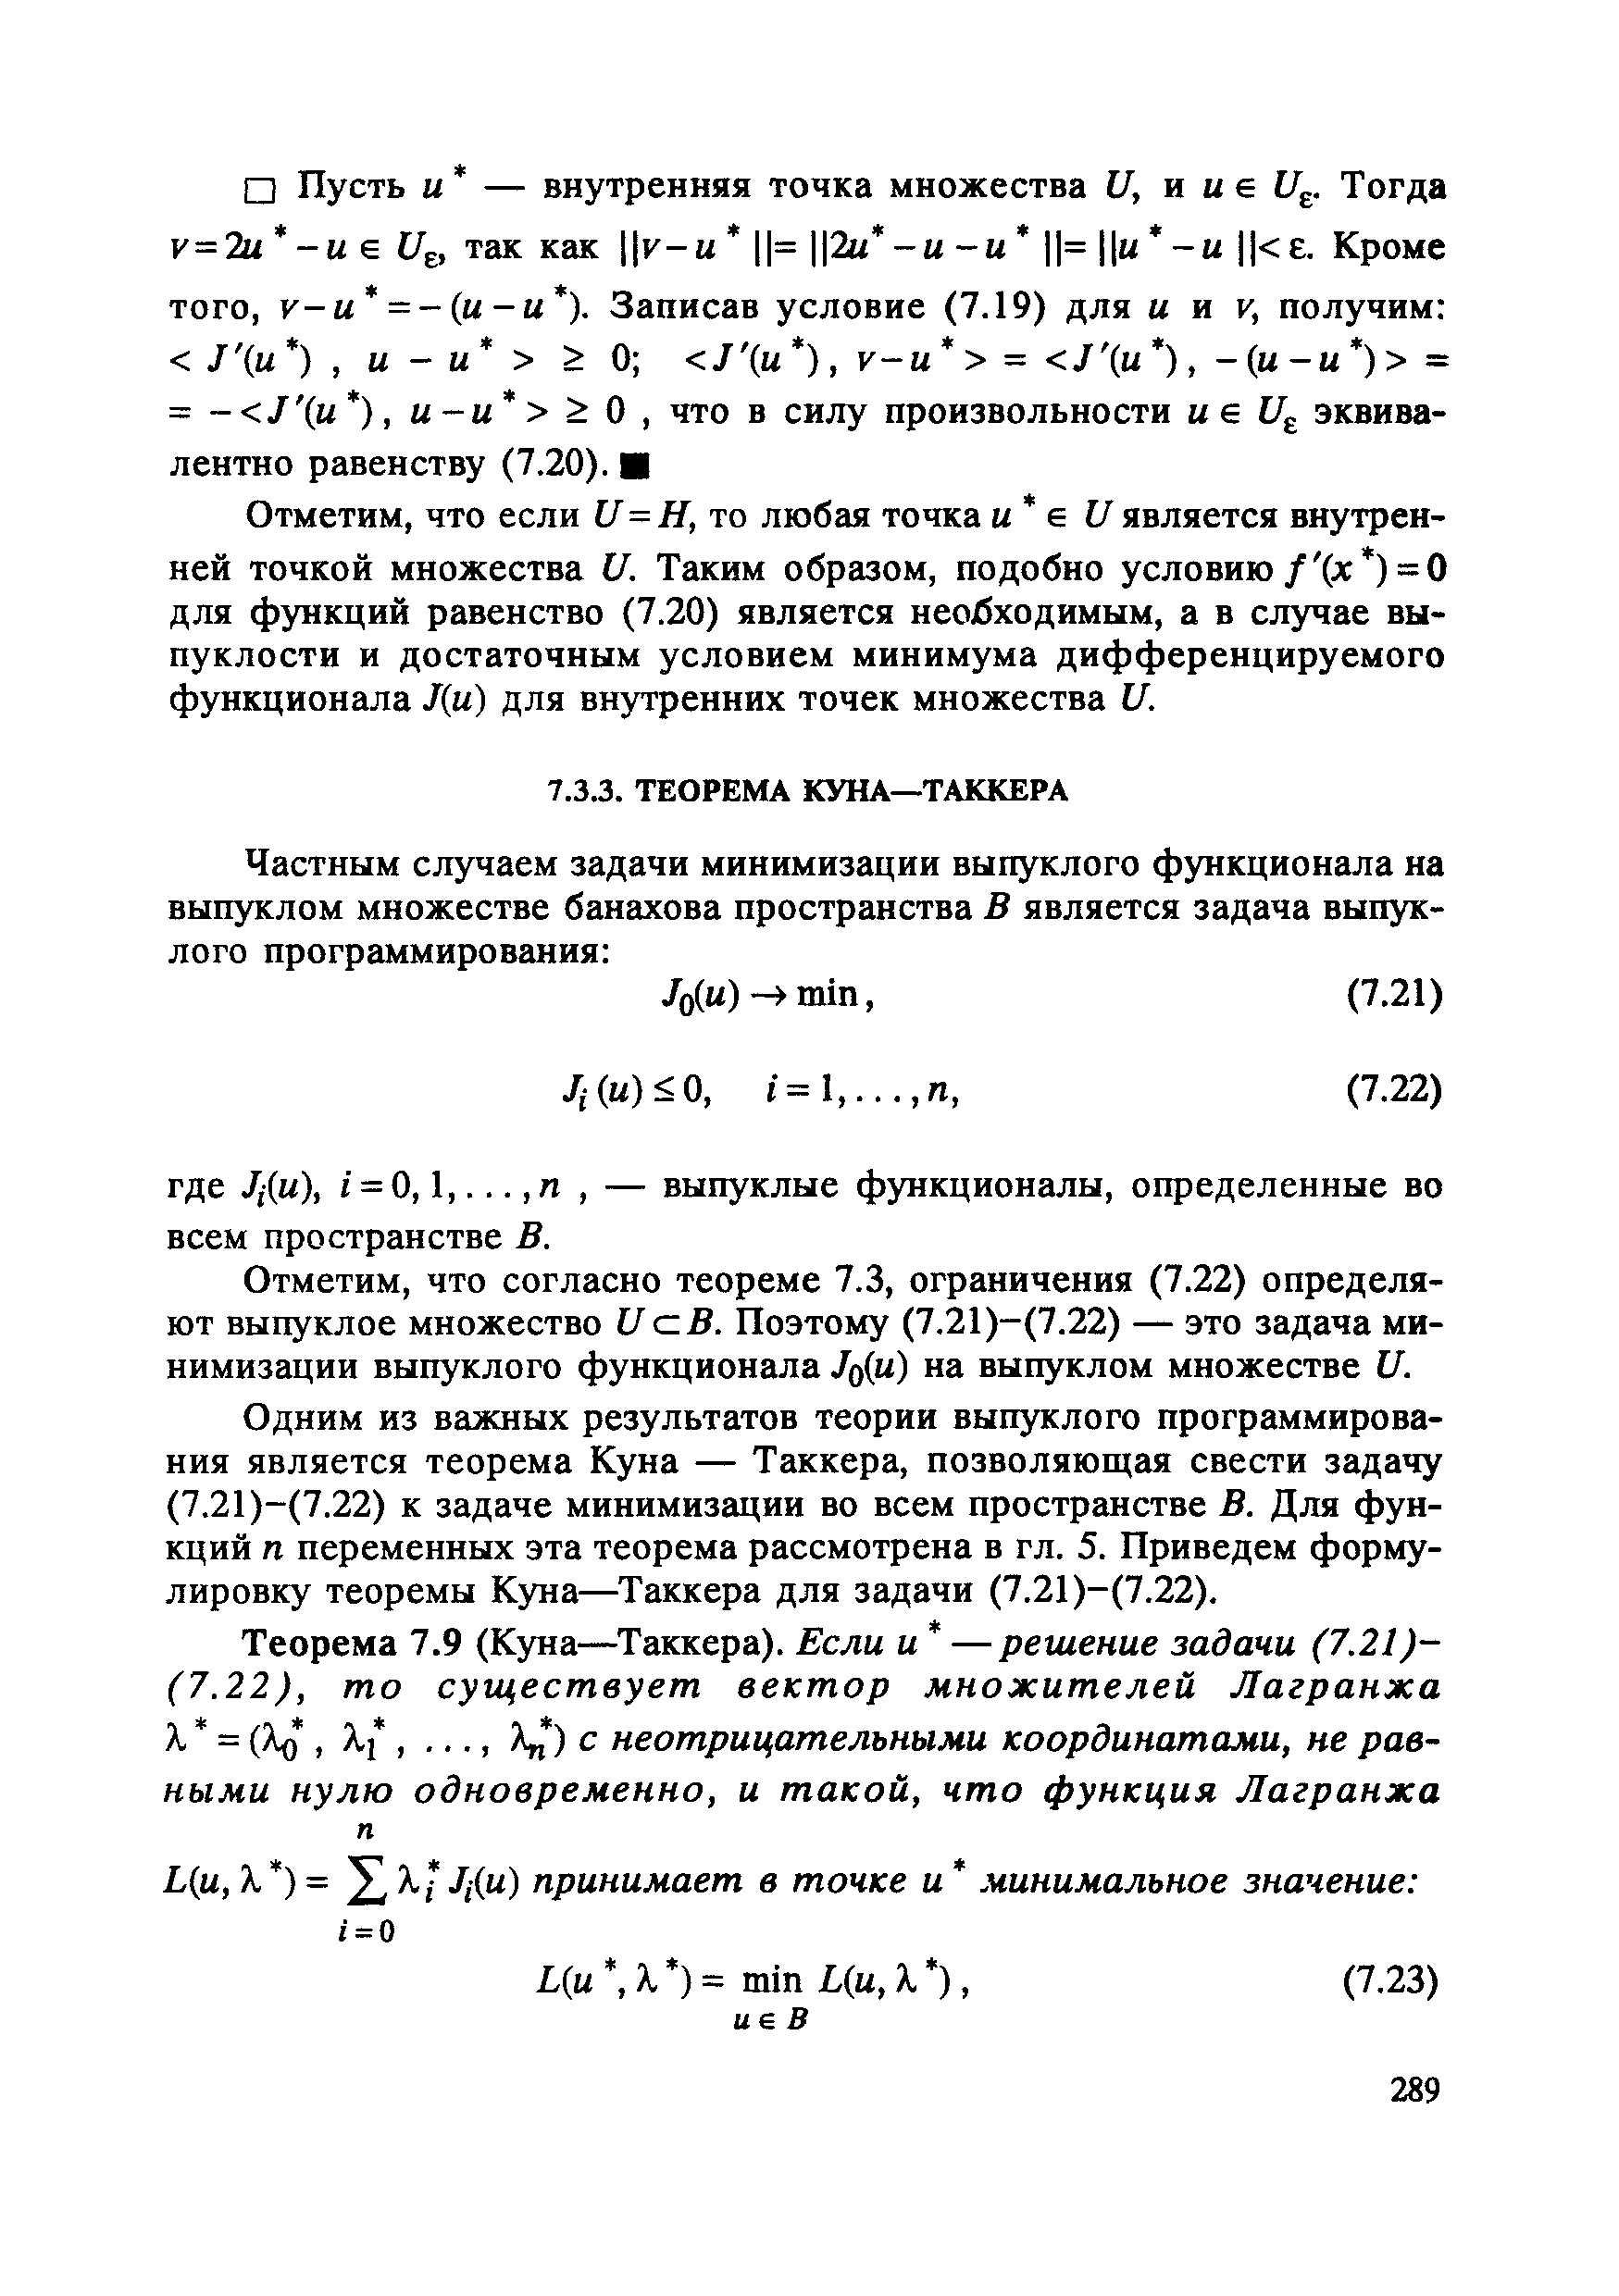 □ Пусть u* — внутренняя точка множества U, и u ∈ Uε. Тогда
v=2u*−u ∈ Uε, так как ||v−u*||=||2u*−u−u*||=||u*−u||<ε. Кроме
того, v−u*=−(u−u*). Записав условие (7.19) для u и v, получим:
< J′(u*) , u − u* > ≥ 0; <J′(u*), v−u*> = <J′(u*), −(u−u*)> =
= −<J′(u*), u−u*> ≥ 0 , что в силу произвольности u ∈ Uε эквива-
лентно равенству (7.20). ■
Отметим, что если U=H, то любая точка u* ∈ U является внутрен-
ней точкой множества U. Таким образом, подобно условию f′(x*)=0
для функций равенство (7.20) является необходимым, а в случае вы-
пуклости и достаточным условием минимума дифференцируемого
функционала J(u) для внутренних точек множества U.
7.3.3. ТЕОРЕМА КУНА—ТАККЕРА
Частным случаем задачи минимизации выпуклого функционала на
выпуклом множестве банахова пространства B является задача выпук-
лого программирования:
J₀(u) → min, (7.21)
Jᵢ(u) ≤ 0, i = 1,...,n, (7.22)
где Jᵢ(u), i=0,1,...,n , — выпуклые функционалы, определенные во
всем пространстве B.
Отметим, что согласно теореме 7.3, ограничения (7.22) определя-
ют выпуклое множество U ⊂ B. Поэтому (7.21)−(7.22) — это задача ми-
нимизации выпуклого функционала J₀(u) на выпуклом множестве U.
Одним из важных результатов теории выпуклого программирова-
ния является теорема Куна — Таккера, позволяющая свести задачу
(7.21)−(7.22) к задаче минимизации во всем пространстве B. Для фун-
кций n переменных эта теорема рассмотрена в гл. 5. Приведем форму-
лировку теоремы Куна—Таккера для задачи (7.21)−(7.22).
Теорема 7.9 (Куна—Таккера). Если u* — решение задачи (7.21)−
(7.22), то существует вектор множителей Лагранжа
λ*=(λ₀*, λ₁*, ..., λₙ*) с неотрицательными координатами, не рав-
ными нулю одновременно, и такой, что функция Лагранжа
n
L(u, λ*) = ∑ λᵢ* Jᵢ(u) принимает в точке u* минимальное значение:
i=0
L(u*, λ*) = min L(u, λ*), (7.23)
u ∈ B
289